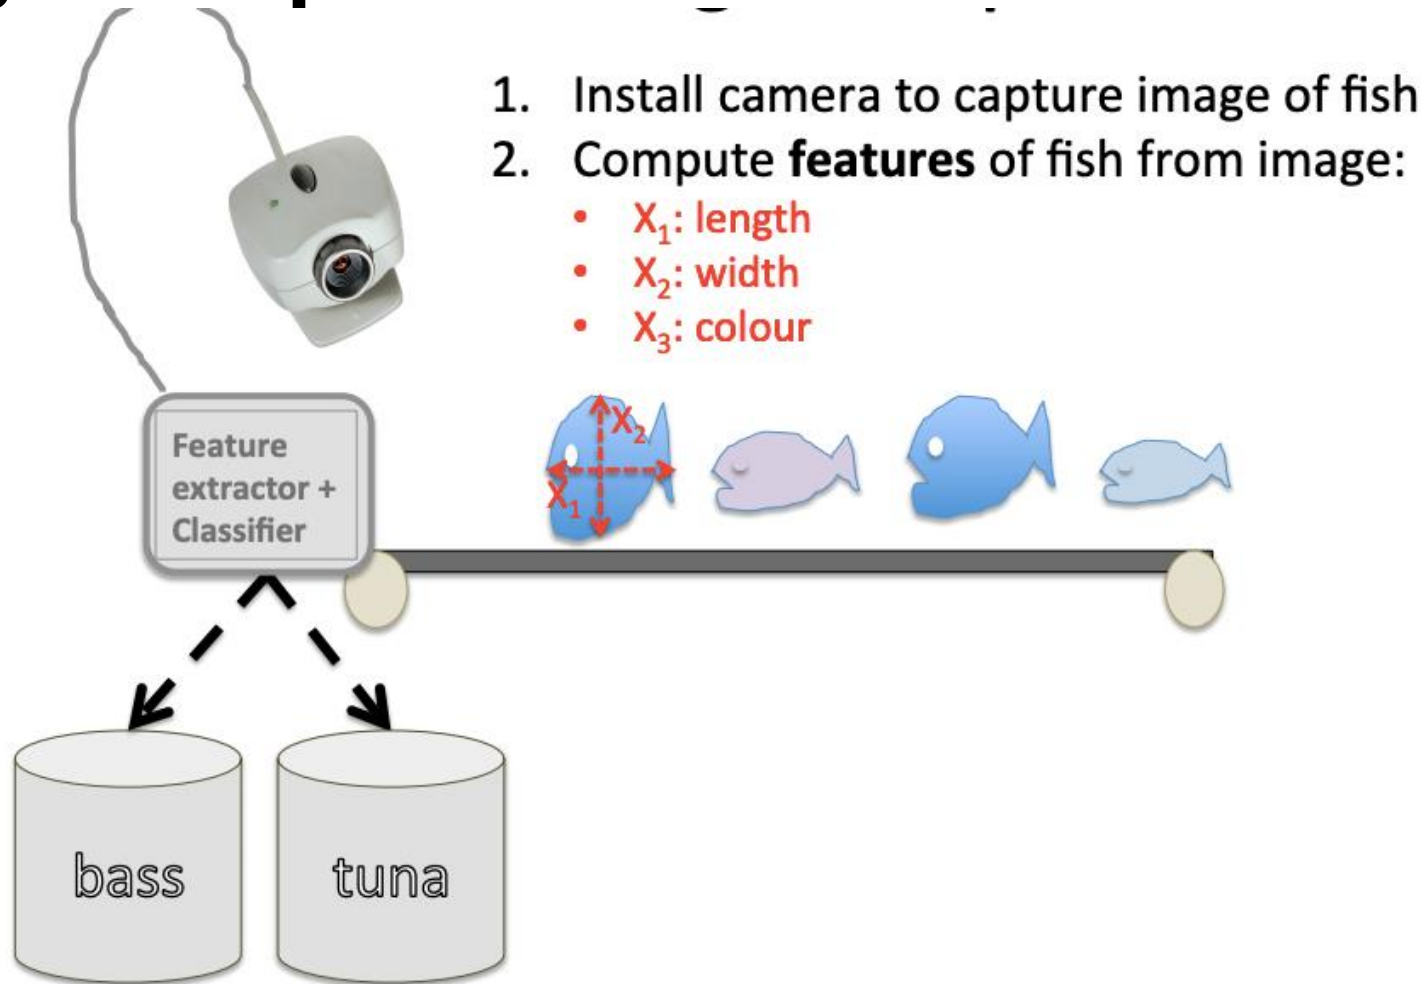 1. Install camera to capture image of fish
2. Compute features of fish from image:
• X₁: length
• X₂: width
• X₃: colour
X₂
X₁
Feature
extractor +
Classifier
bass
tuna